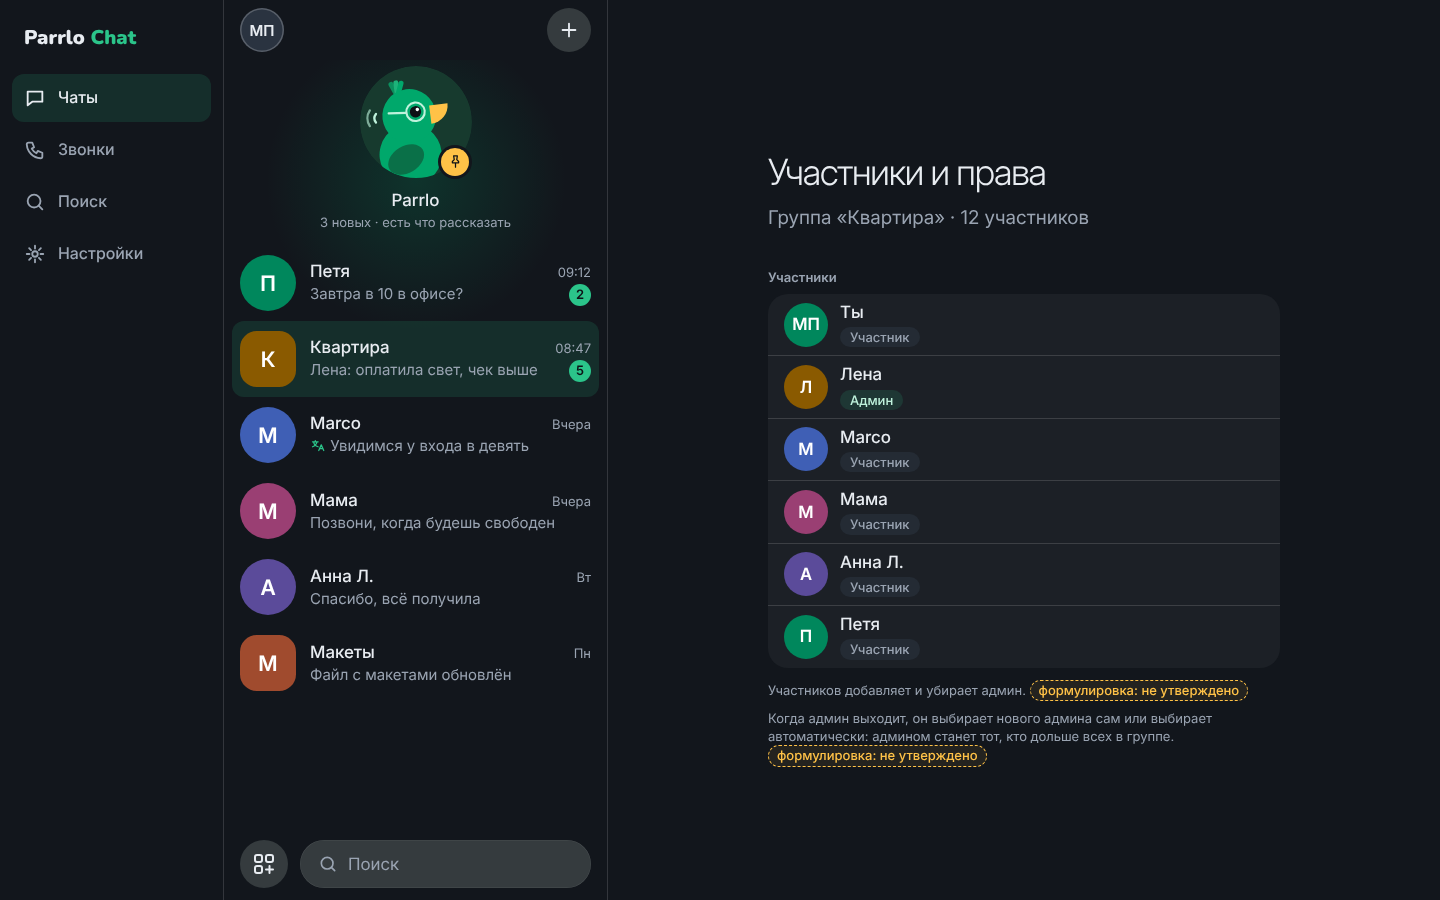 Parrlo Chat
Чаты
Звонки
Поиск
Настройки
МП
Parrlo
3 новых · есть что рассказать
П
Петя
09:12
Завтра в 10 в офисе?
2
К
Квартира
08:47
Лена: оплатила свет, чек выше
5
M
Marco
Вчера
Увидимся у входа в девять
М
Мама
Вчера
Позвони, когда будешь свободен
А
Анна Л.
Вт
Спасибо, всё получила
М
Макеты
Пн
Файл с макетами обновлён
Поиск
Участники и права
Группа «Квартира» · 12 участников
Участники
МП
Ты
Участник
Л
Лена
Админ
M
Marco
Участник
М
Мама
Участник
А
Анна Л.
Участник
П
Петя
Участник
Участников добавляет и убирает админ. формулировка: не утверждено
Когда админ выходит, он выбирает нового админа сам или выбирает
автоматически: админом станет тот, кто дольше всех в группе.
формулировка: не утверждено